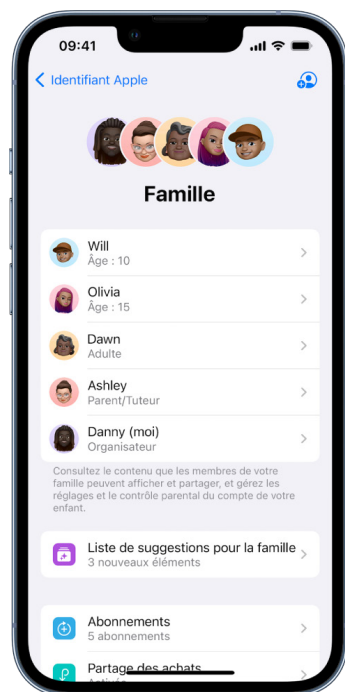 09:41
Identifiant Apple
Famille
Will
Âge : 10
Olivia
Âge : 15
Dawn
Adulte
Ashley
Parent/Tuteur
Danny (moi)
Organisateur
Consultez le contenu que les membres de votre
famille peuvent afficher et partager, et gérez les
réglages et le contrôle parental du compte de votre
enfant.
Liste de suggestions pour la famille
3 nouveaux éléments
Abonnements
5 abonnements
Partage des achats